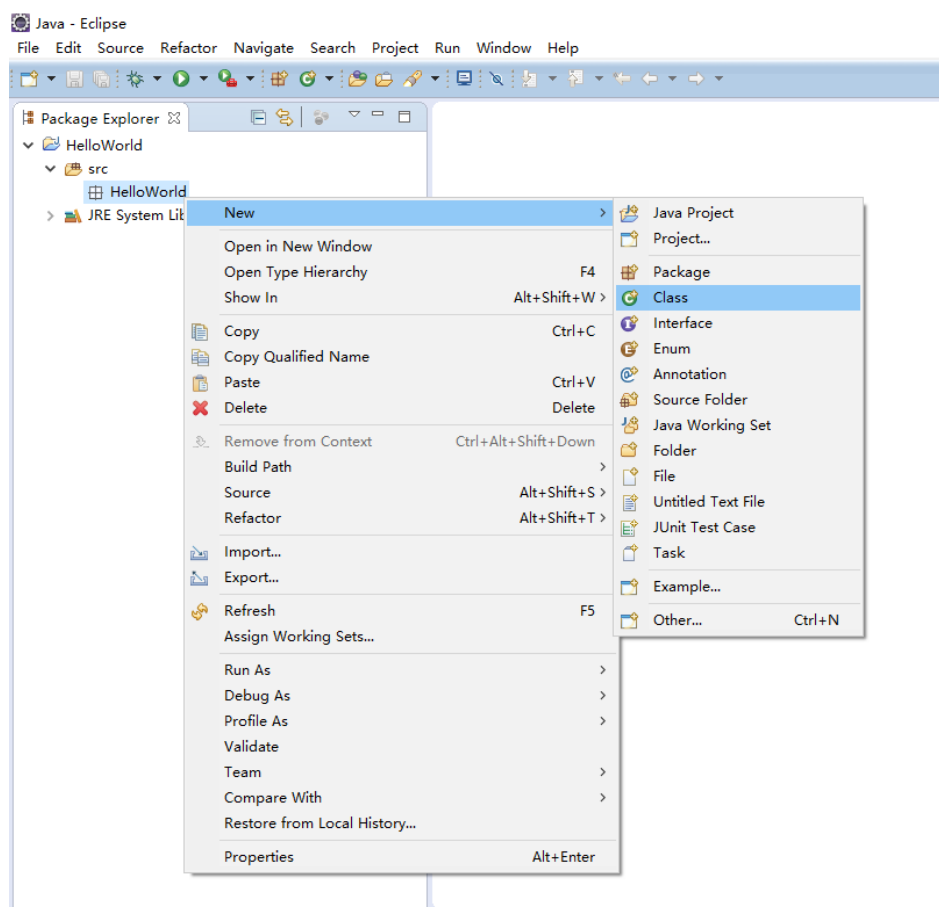 Java - Eclipse
File Edit Source Refactor Navigate Search Project Run Window Help
Package Explorer
HelloWorld
src
HelloWorld
JRE System Lib
New
Open in New Window
Open Type Hierarchy F4
Show In Alt+Shift+W >
Copy Ctrl+C
Copy Qualified Name
Paste Ctrl+V
Delete Delete
Remove from Context Ctrl+Alt+Shift+Down
Build Path >
Source Alt+Shift+S >
Refactor Alt+Shift+T >
Import...
Export...
Refresh F5
Assign Working Sets...
Run As >
Debug As >
Profile As >
Validate
Team >
Compare With >
Restore from Local History...
Properties Alt+Enter
Java Project
Project...
Package
Class
Interface
Enum
Annotation
Source Folder
Java Working Set
Folder
File
Untitled Text File
JUnit Test Case
Task
Example...
Other... Ctrl+N